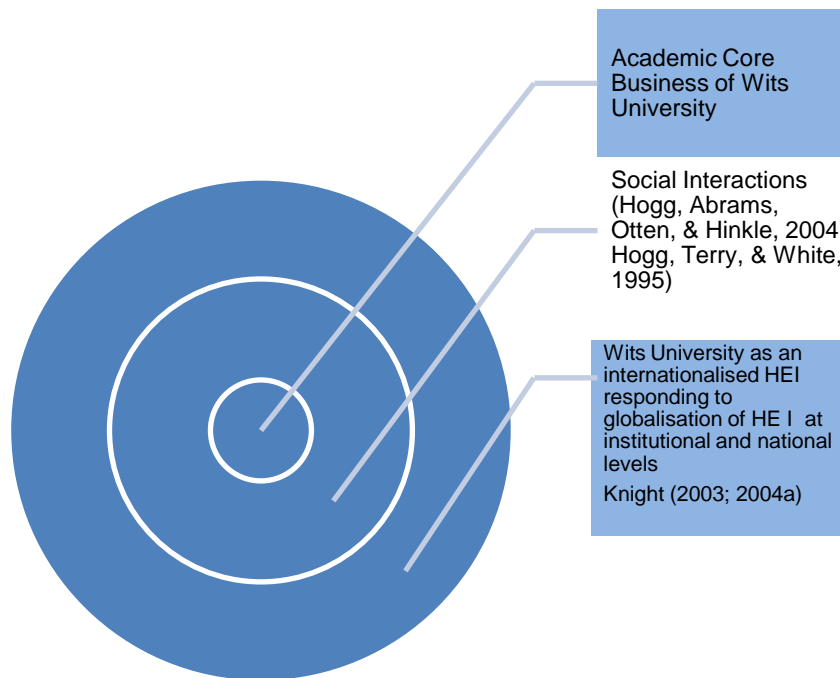 Academic Core
Business of Wits
University
Social Interactions
(Hogg, Abrams,
Otten, & Hinkle, 2004
Hogg, Terry, & White,
1995)
Wits University as an
internationalised HEI
responding to
globalisation of HE I at
institutional and national
levels
Knight (2003; 2004a)